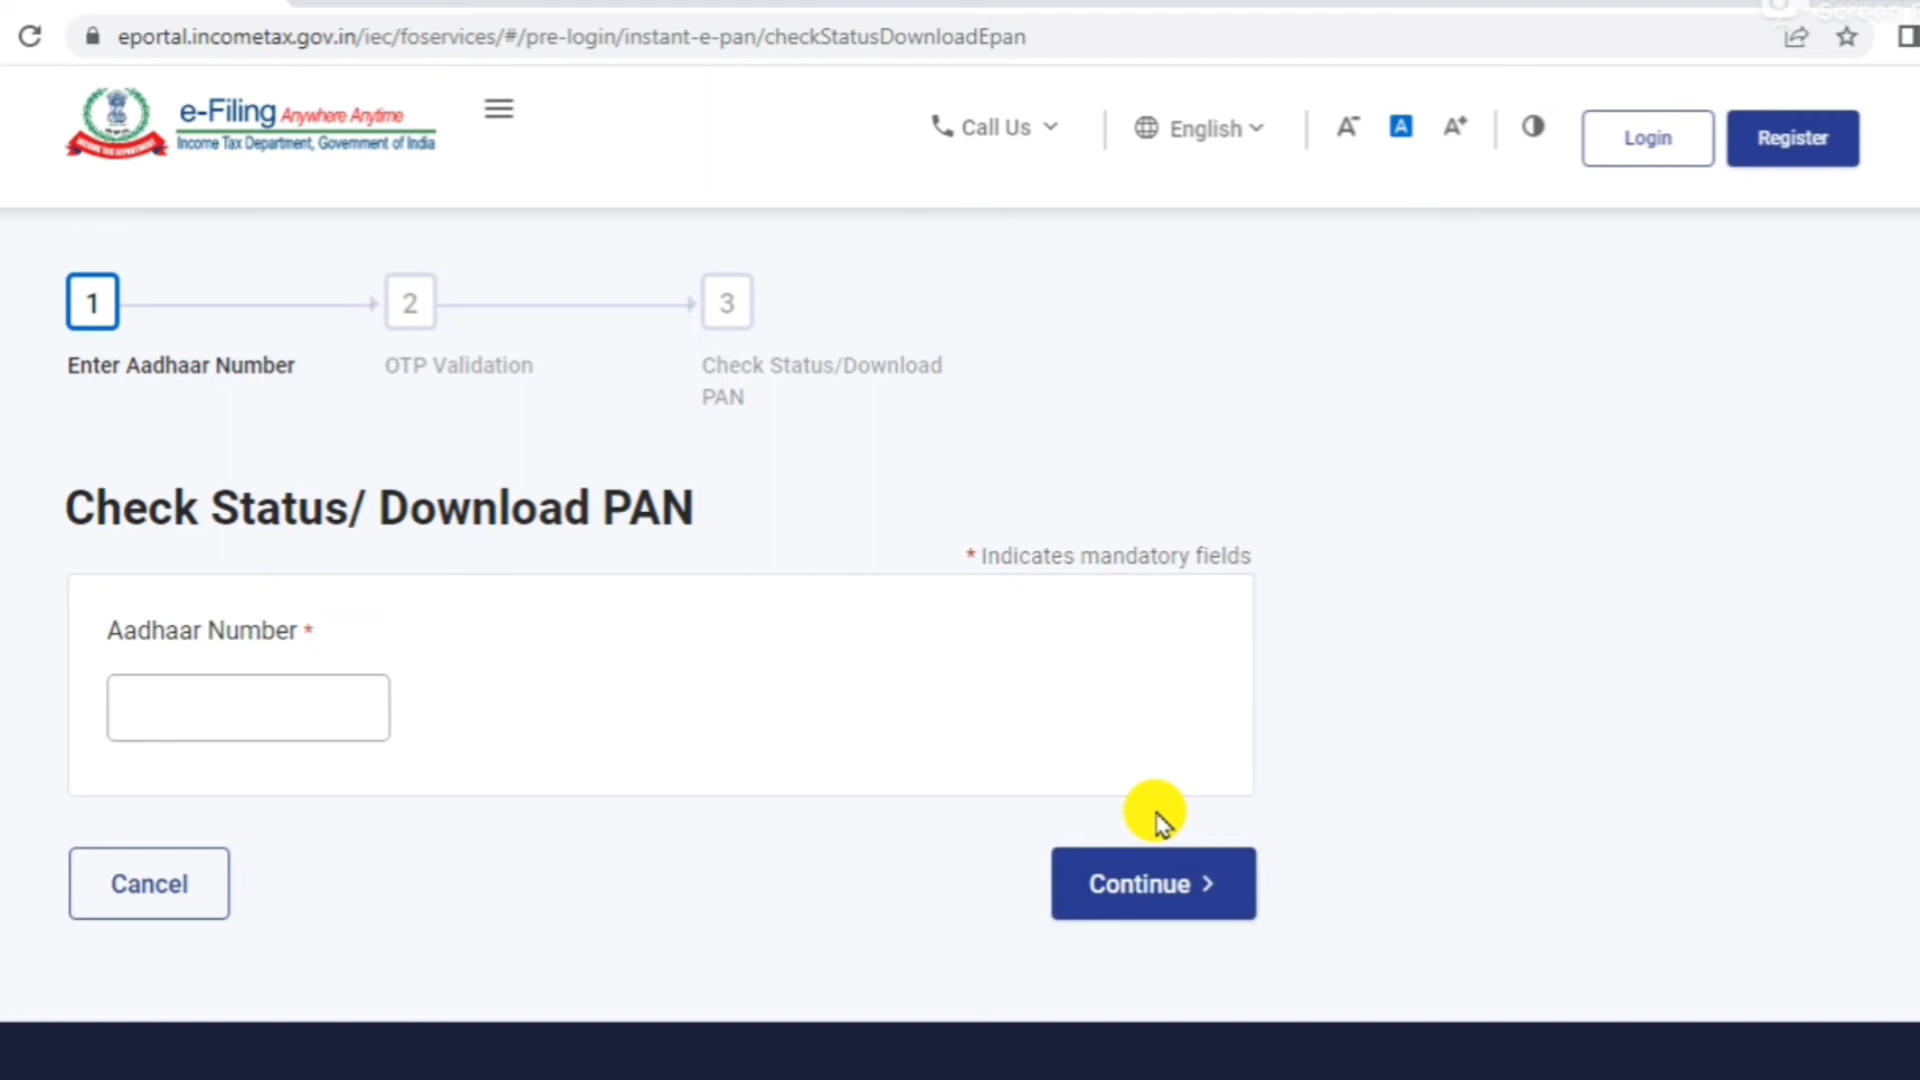 eportal.incometax.gov.in/iec/foservices/#/pre-login/instant-e-pan/checkStatusDownloadEpan
e-Filing Anywhere Anytime
Income Tax Department, Government of India
Call Us
English
A-
A
A+
Login
Register
1
2
3
Enter Aadhaar Number
OTP Validation
Check Status/Download
PAN
Check Status/ Download PAN
* Indicates mandatory fields
Aadhaar Number *
Cancel
Continue >